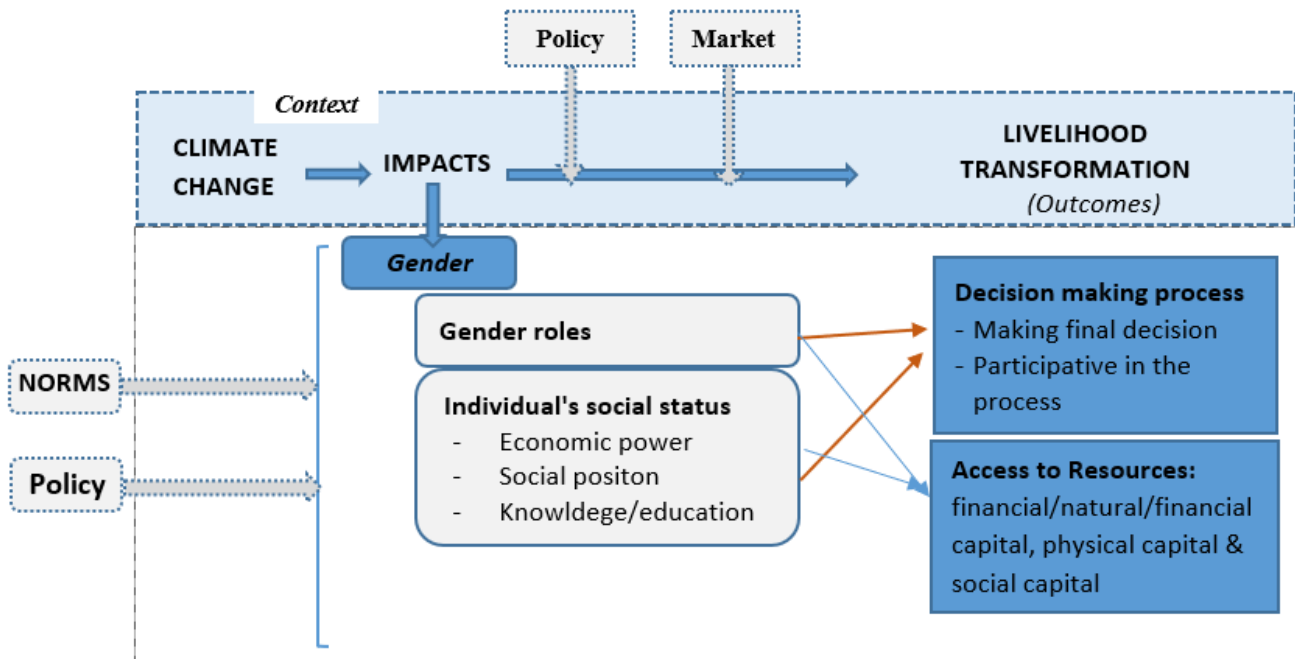 Policy
Market
Context
CLIMATE
CHANGE
IMPACTS
LIVELIHOOD
TRANSFORMATION
(Outcomes)
Gender
Gender roles
Individual's social status
- Economic power
- Social positon
- Knowldege/education
NORMS
Policy
Decision making process
- Making final decision
- Participative in the
process
Access to Resources:
financial/natural/financial
capital, physical capital &
social capital